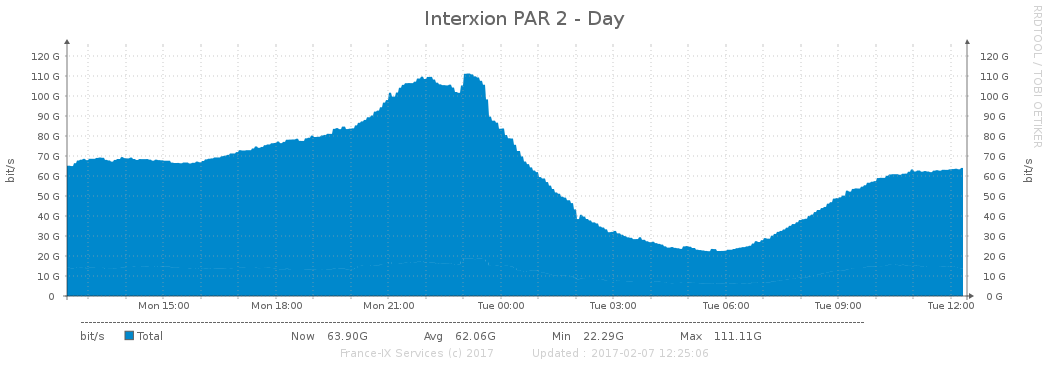 Interxion PAR 2 - Day
RRDTOOL / TOBI OETIKER
bit/s
120 G 120 G
110 G 110 G
100 G 100 G
90 G 90 G
80 G 80 G
70 G 70 G
60 G 60 G
50 G 50 G
40 G 40 G
30 G 30 G
20 G 20 G
10 G 10 G
0 0 G
bit/s
Mon 15:00 Mon 18:00 Mon 21:00 Tue 00:00 Tue 03:00 Tue 06:00 Tue 09:00 Tue 12:00
bit/s Total Now 63.90G Avg 62.06G Min 22.29G Max 111.11G
France-IX Services (c) 2017 Updated : 2017-02-07 12:25:06